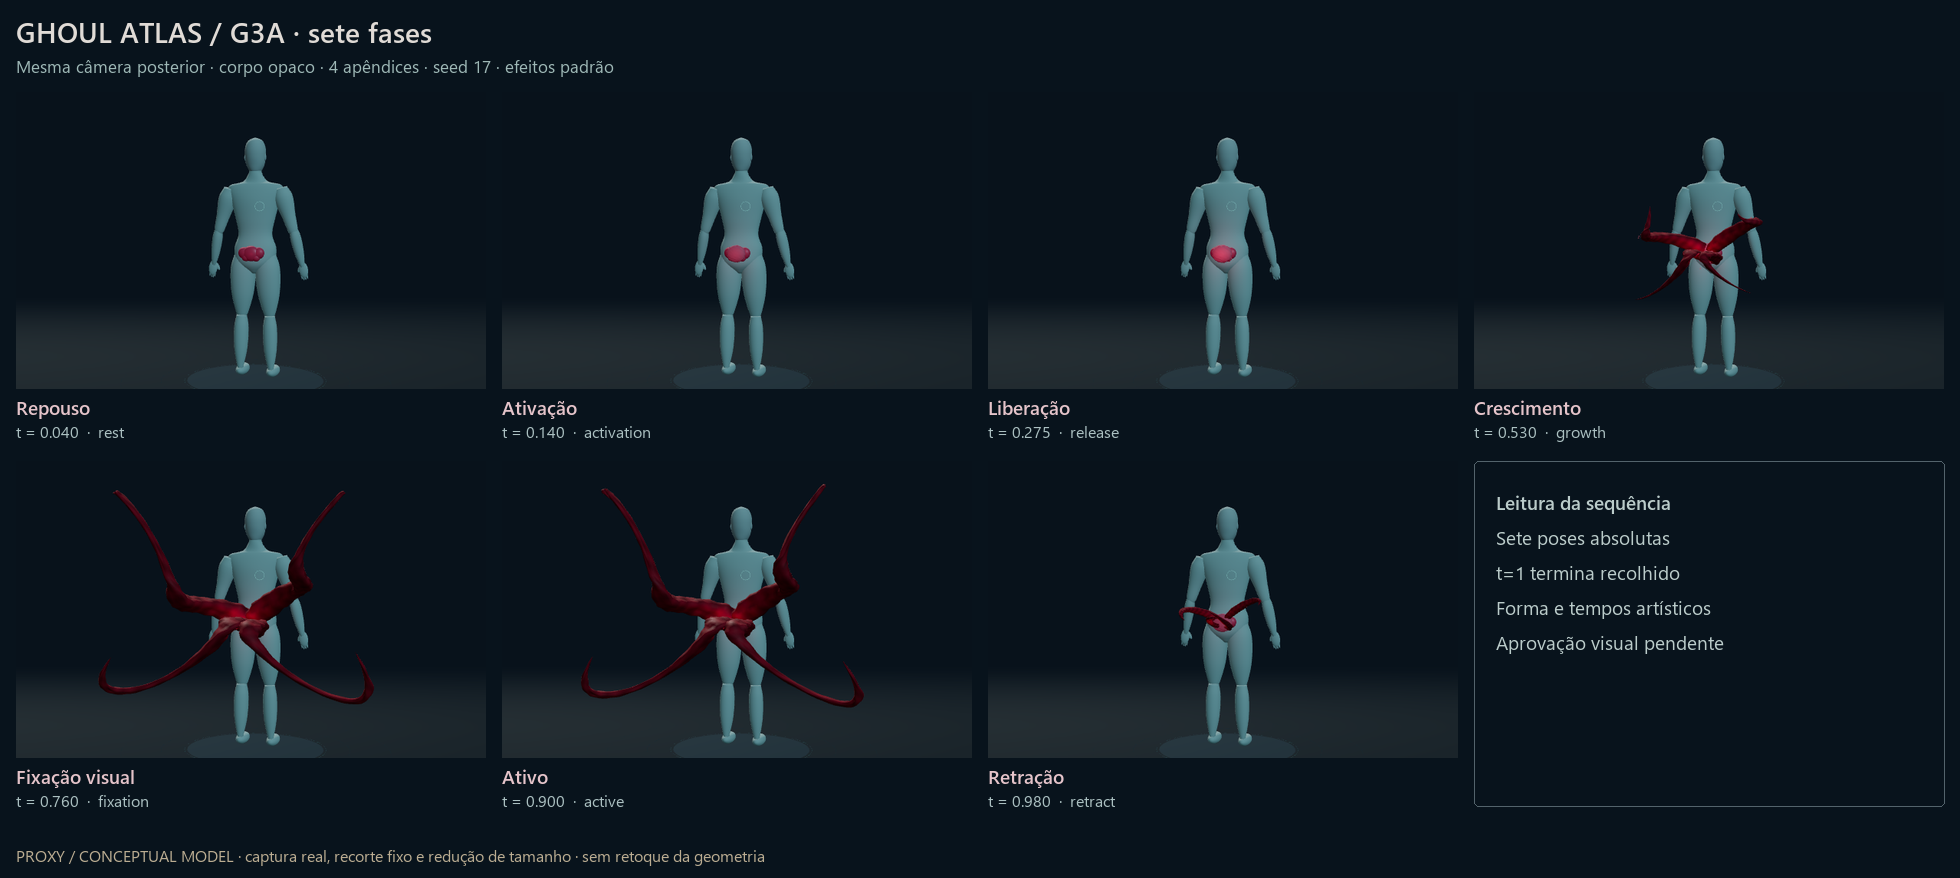 GHOUL ATLAS / G3A · sete fases
Mesma câmera posterior · corpo opaco · 4 apêndices · seed 17 · efeitos padrão
Repouso
t = 0.040 · rest
Ativação
t = 0.140 · activation
Liberação
t = 0.275 · release
Crescimento
t = 0.530 · growth
Fixação visual
t = 0.760 · fixation
Ativo
t = 0.900 · active
Retração
t = 0.980 · retract
Leitura da sequência
Sete poses absolutas
t=1 termina recolhido
Forma e tempos artísticos
Aprovação visual pendente
PROXY / CONCEPTUAL MODEL · captura real, recorte fixo e redução de tamanho · sem retoque da geometria